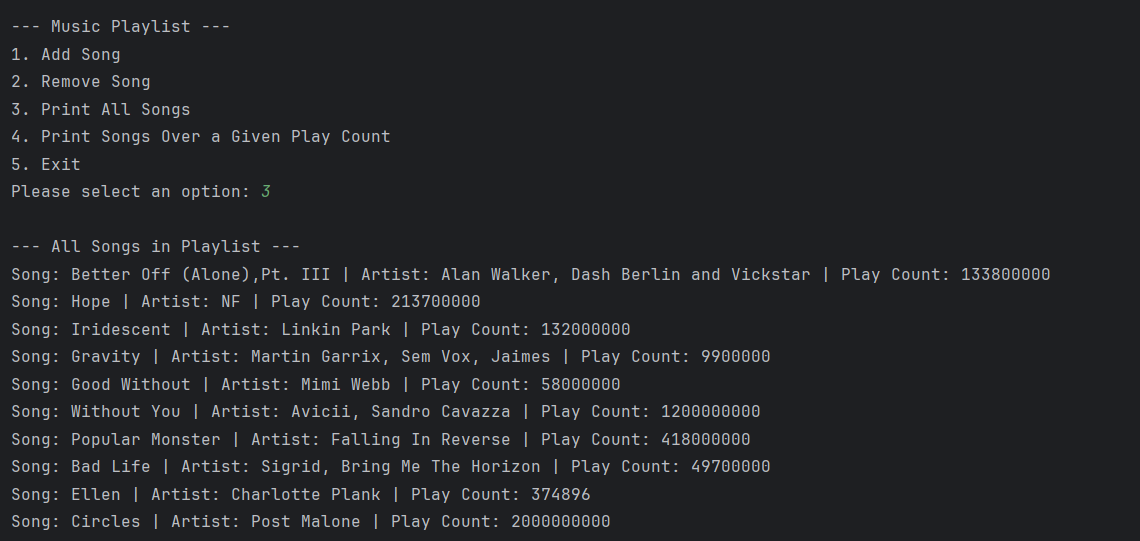 --- Music Playlist ---
1. Add Song
2. Remove Song
3. Print All Songs
4. Print Songs Over a Given Play Count
5. Exit
Please select an option: 3
--- All Songs in Playlist ---
Song: Better Off (Alone),Pt. III | Artist: Alan Walker, Dash Berlin and Vickstar | Play Count: 133800000
Song: Hope | Artist: NF | Play Count: 213700000
Song: Iridescent | Artist: Linkin Park | Play Count: 132000000
Song: Gravity | Artist: Martin Garrix, Sem Vox, Jaimes | Play Count: 9900000
Song: Good Without | Artist: Mimi Webb | Play Count: 58000000
Song: Without You | Artist: Avicii, Sandro Cavazza | Play Count: 1200000000
Song: Popular Monster | Artist: Falling In Reverse | Play Count: 418000000
Song: Bad Life | Artist: Sigrid, Bring Me The Horizon | Play Count: 49700000
Song: Ellen | Artist: Charlotte Plank | Play Count: 374896
Song: Circles | Artist: Post Malone | Play Count: 2000000000